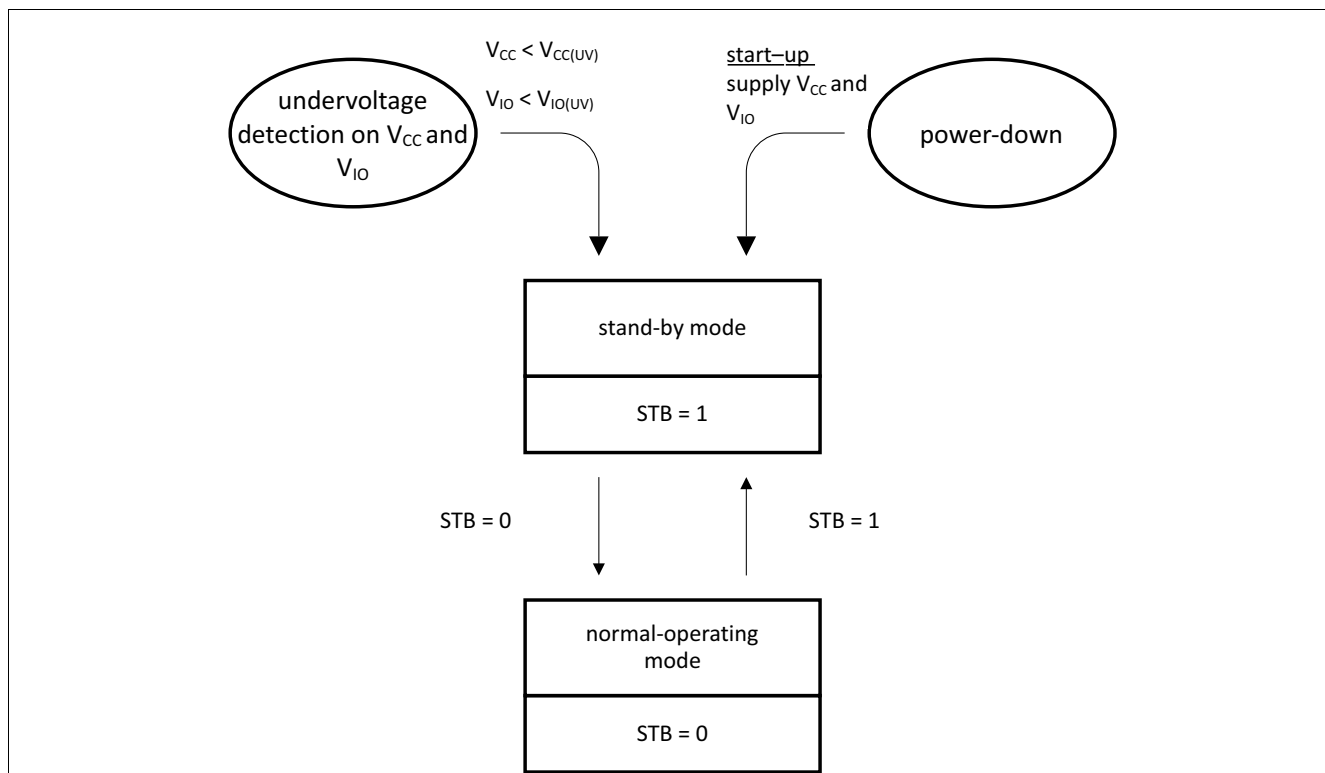 V_CC < V_CC(UV)
V_IO < V_IO(UV)
undervoltage
detection on V_CC and
V_IO
start–up
supply V_CC and
V_IO
power-down
stand-by mode
STB = 1
STB = 0
STB = 1
normal-operating
mode
STB = 0